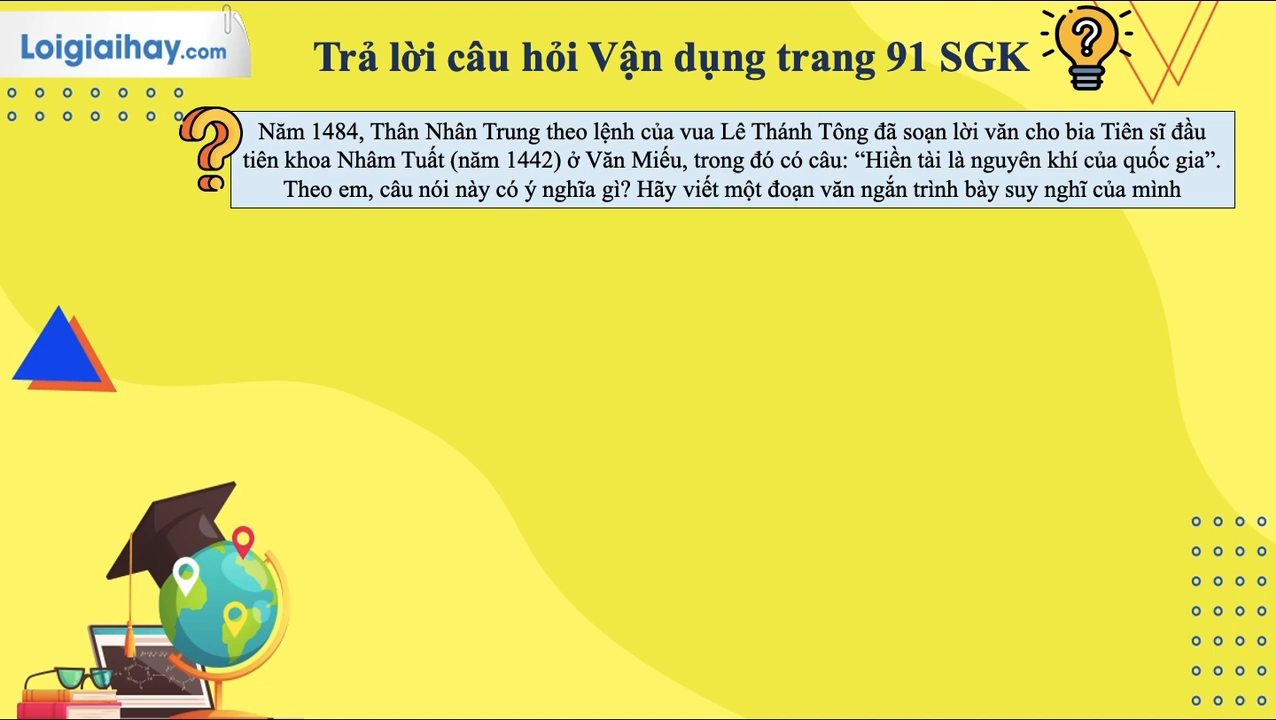 Loigiaihay.com
Trả lời câu hỏi Vận dụng trang 91 SGK
Năm 1484, Thân Nhân Trung theo lệnh của vua Lê Thánh Tông đã soạn lời văn cho bia Tiên sĩ đầu
tiên khoa Nhâm Tuất (năm 1442) ở Văn Miếu, trong đó có câu: “Hiền tài là nguyên khí của quốc gia”.
Theo em, câu nói này có ý nghĩa gì? Hãy viết một đoạn văn ngắn trình bày suy nghĩ của mình